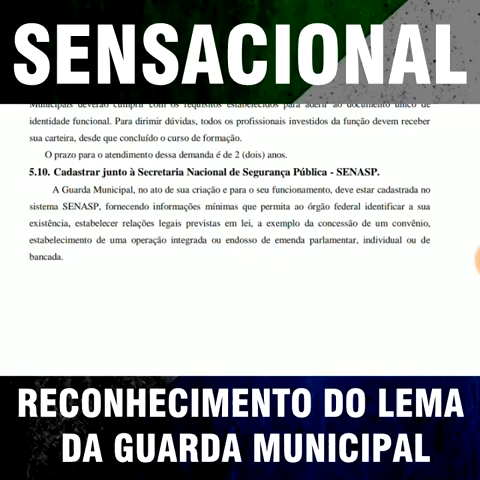 SENSACIONAL
Municipais deverão cumprir com os requisitos estabelecidos para aderir ao documento único de
identidade funcional. Para dirimir dúvidas, todos os profissionais investidos da função devem receber
sua carteira, desde que concluído o curso de formação.
O prazo para o atendimento dessa demanda é de 2 (dois) anos.
5.10. Cadastrar junto à Secretaria Nacional de Segurança Pública - SENASP.
A Guarda Municipal, no ato de sua criação e para o seu funcionamento, deve estar cadastrada no
sistema SENASP, fornecendo informações mínimas que permita ao órgão federal identificar a sua
existência, estabelecer relações legais previstas em lei, a exemplo da concessão de um convênio,
estabelecimento de uma operação integrada ou endosso de emenda parlamentar, individual ou de
bancada.
RECONHECIMENTO DO LEMA
DA GUARDA MUNICIPAL